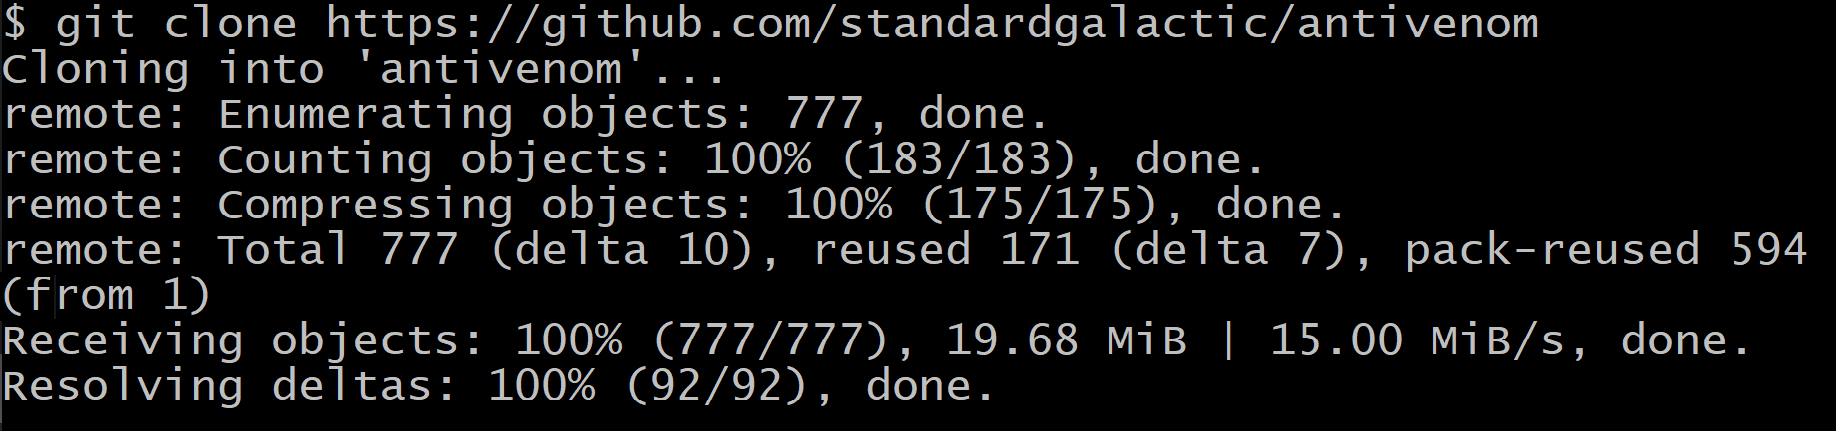 $ git clone https://github.com/standardgalactic/antivenom
Cloning into 'antivenom'...
remote: Enumerating objects: 777, done.
remote: Counting objects: 100% (183/183), done.
remote: Compressing objects: 100% (175/175), done.
remote: Total 777 (delta 10), reused 171 (delta 7), pack-reused 594
(from 1)
Receiving objects: 100% (777/777), 19.68 MiB | 15.00 MiB/s, done.
Resolving deltas: 100% (92/92), done.